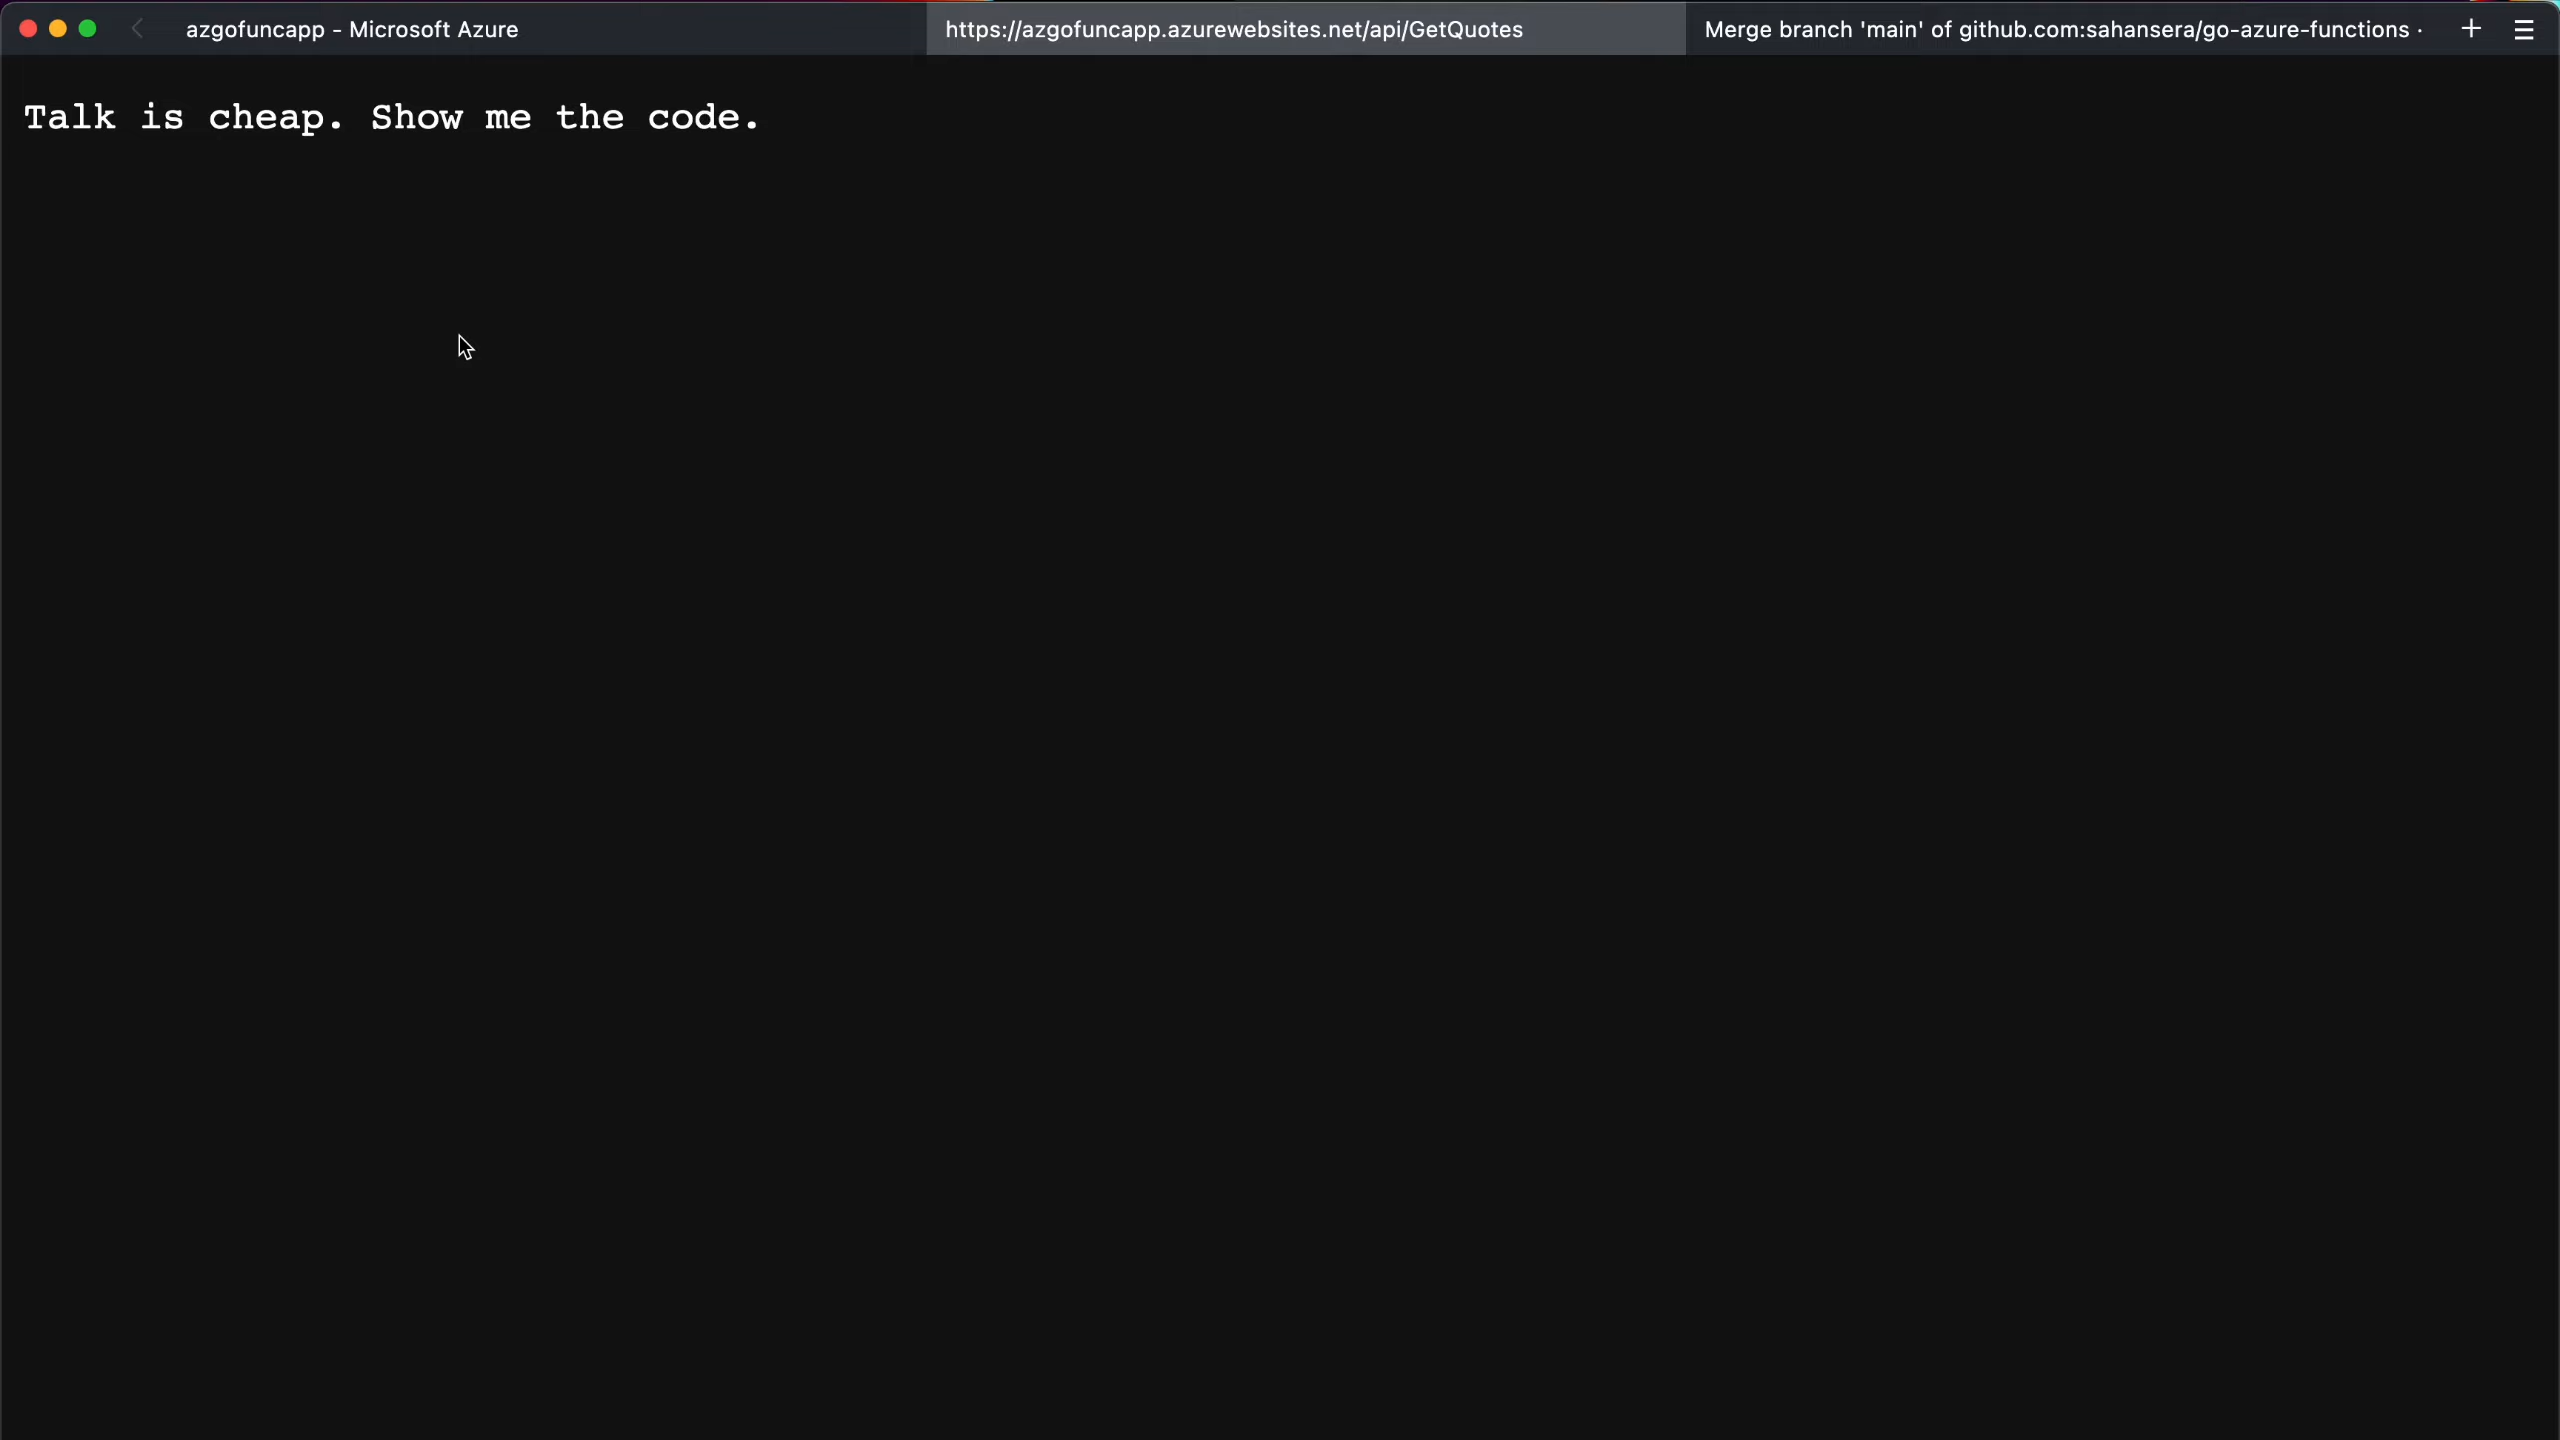 azgofuncapp - Microsoft Azure
https://azgofuncapp.azurewebsites.net/api/GetQuotes
Merge branch 'main' of github.com:sahansera/go-azure-functions ·
Talk is cheap. Show me the code.